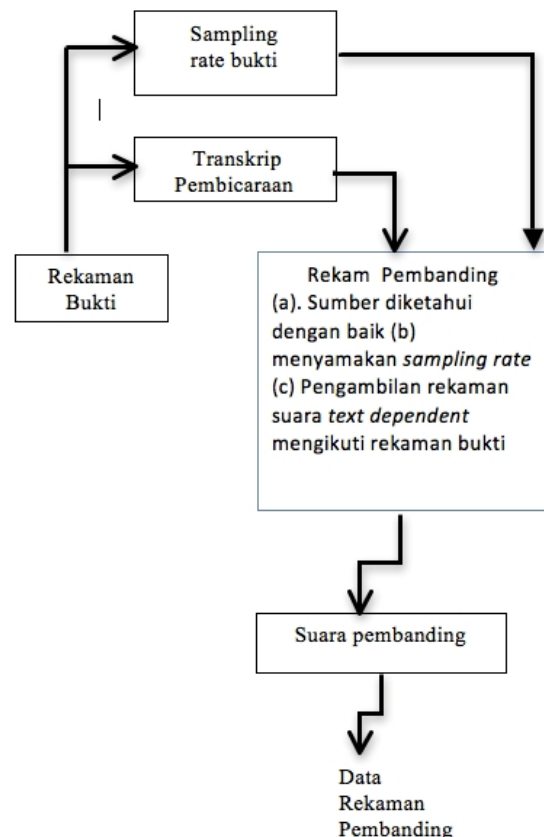 Sampling
rate bukti
Transkrip
Pembicaraan
Rekaman
Bukti
Rekam Pembanding
(a). Sumber diketahui
dengan baik (b)
menyamakan sampling rate
(c) Pengambilan rekaman
suara text dependent
mengikuti rekaman bukti
Suara pembanding
Data
Rekaman
Pembanding